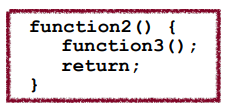 function2() {
   function3();
   return;
}